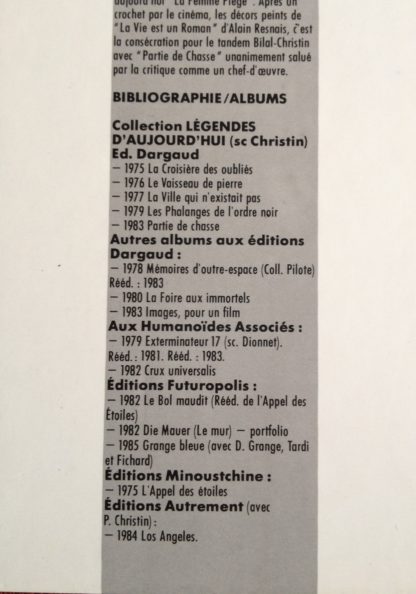 aujourd'hui "La Femme Piège". Après un
crochet par le cinéma, les décors peints de
"La Vie est un Roman" d'Alain Resnais, c'est
la consécration pour le tandem Bilal-Christin
avec "Partie de Chasse" unanimement salué
par la critique comme un chef-d'œuvre.
BIBLIOGRAPHIE/ALBUMS
Collection LÉGENDES
D'AUJOURD'HUI (sc Christin)
Ed. Dargaud
– 1975 La Croisière des oubliés
– 1976 Le Vaisseau de pierre
– 1977 La Ville qui n'existait pas
– 1979 Les Phalanges de l'ordre noir
– 1983 Partie de chasse
Autres albums aux éditions
Dargaud :
– 1978 Mémoires d'outre-espace (Coll. Pilote)
Rééd. : 1983
– 1980 La Foire aux immortels
– 1983 Images, pour un film
Aux Humanoïdes Associés :
– 1979 Exterminateur 17 (sc. Dionnet).
Rééd. : 1981. Rééd. : 1983.
– 1982 Crux universalis
Éditions Futuropolis :
– 1982 Le Bol maudit (Rééd. de l'Appel des
Étoiles)
– 1982 Die Mauer (Le mur) – portfolio
– 1985 Grange bleue (avec D. Grange, Tardi
et Fichard)
Éditions Minoustchine :
– 1975 L'Appel des étoiles
Éditions Autrement (avec
P. Christin) :
– 1984 Los Angeles.